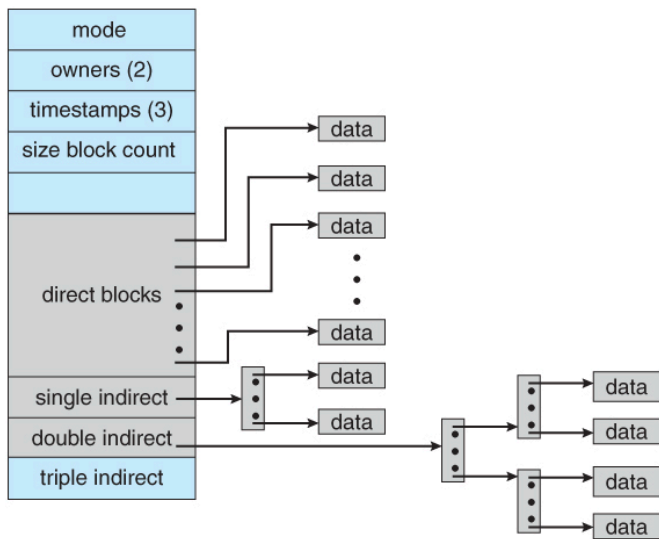 mode
owners (2)
timestamps (3)
size block count
data
data
data
direct blocks
data
data
single indirect
data
double indirect
triple indirect
data
data
data
data